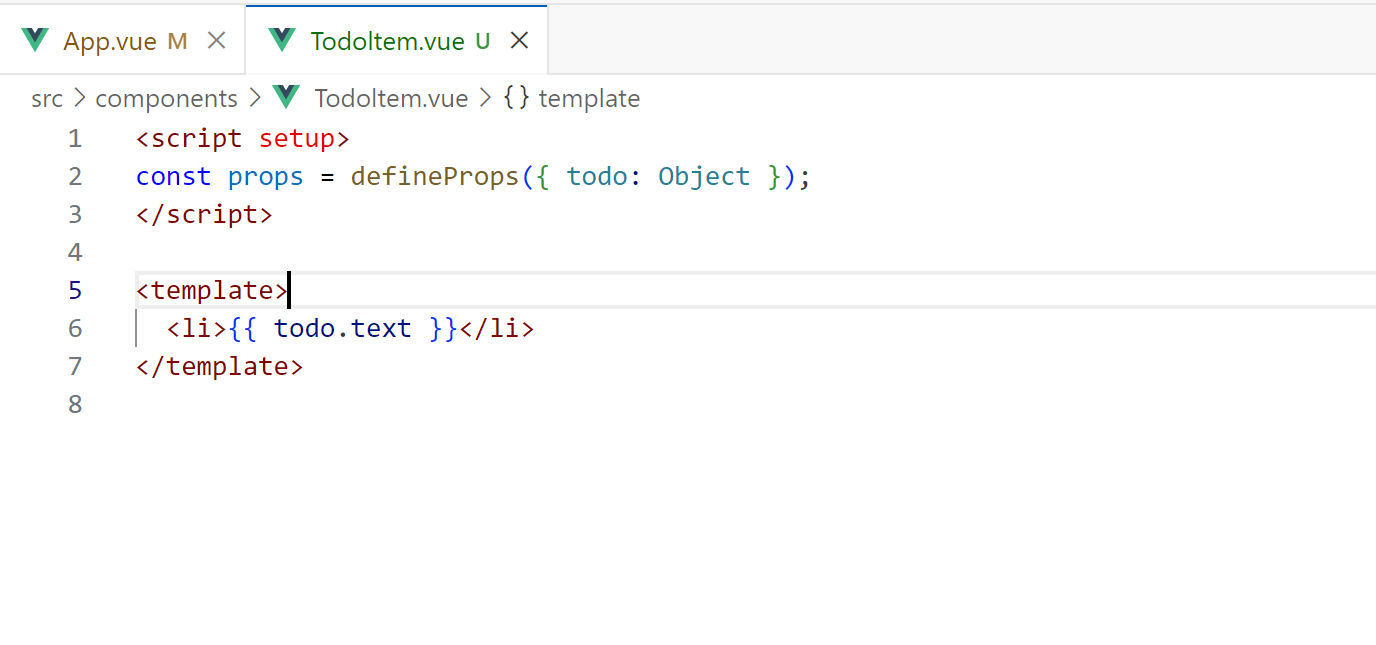 App.vue M
TodoItem.vue U
src > components > TodoItem.vue > {} template
1 <script setup>
2 const props = defineProps({ todo: Object });
3 </script>
4
5 <template>
6 <li>{{ todo.text }}</li>
7 </template>
8